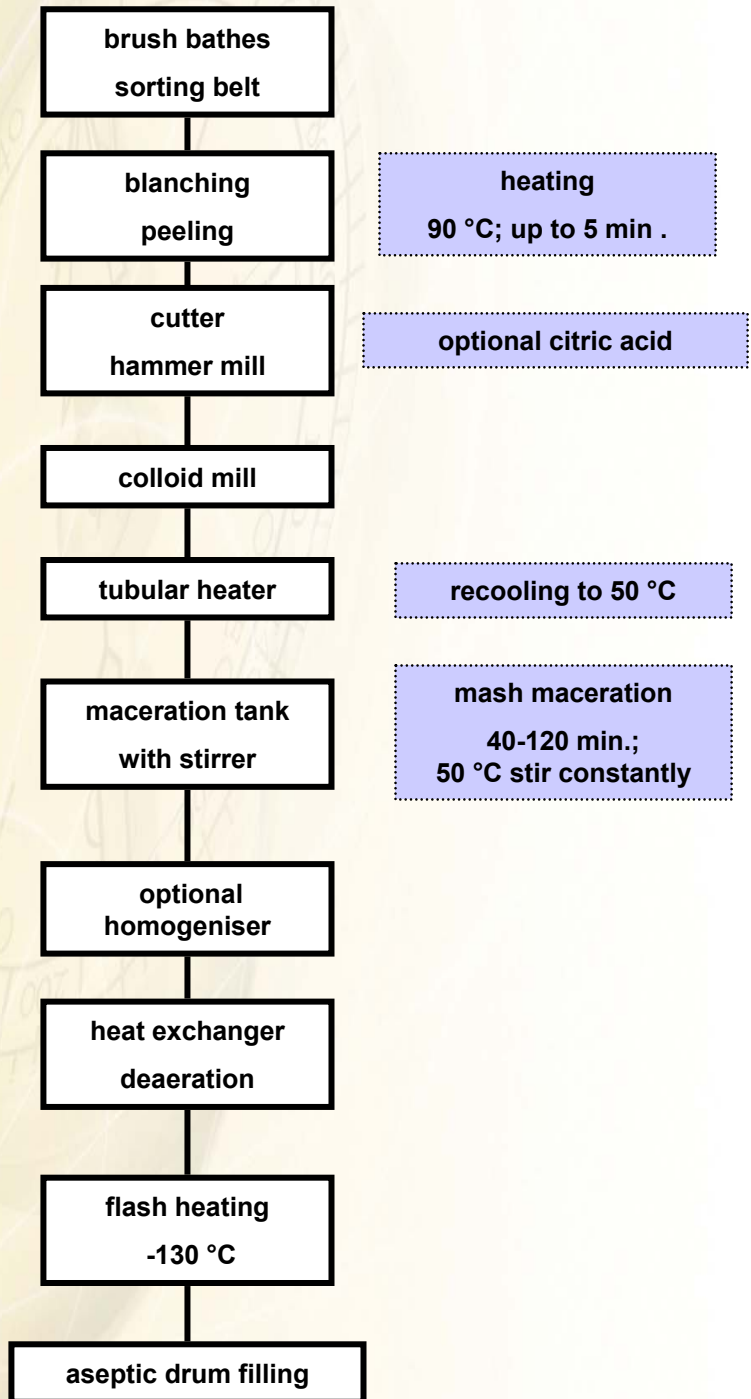 brush bathes
sorting belt
blanching
peeling
heating
90 °C; up to 5 min .
cutter
hammer mill
optional citric acid
colloid mill
tubular heater
recooling to 50 °C
maceration tank
with stirrer
mash maceration
40-120 min.;
50 °C stir constantly
optional
homogeniser
heat exchanger
deaeration
flash heating
-130 °C
aseptic drum filling